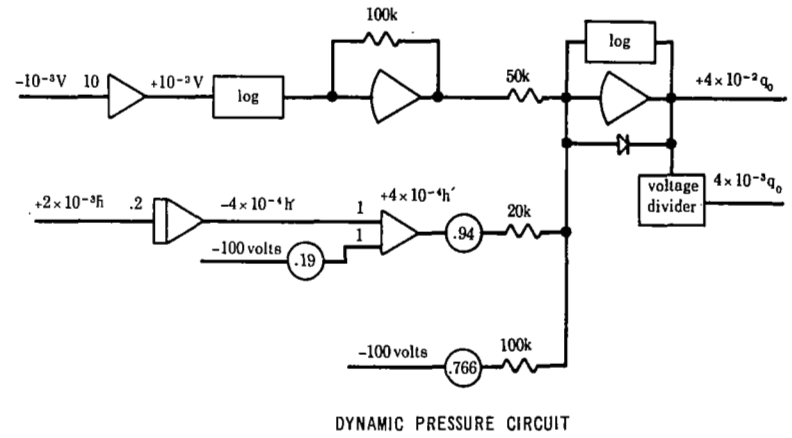 100k
log
-10⁻³V 10 +10⁻²V
log
50k
+4×10⁻²q₀
+2×10⁻³ḣ .2 -4×10⁻⁴h 1 +4×10⁻⁴h′
voltage
divider
4×10⁻³q₀
1
-100 volts .19
.94
20k
-100 volts
.766
100k
DYNAMIC PRESSURE CIRCUIT